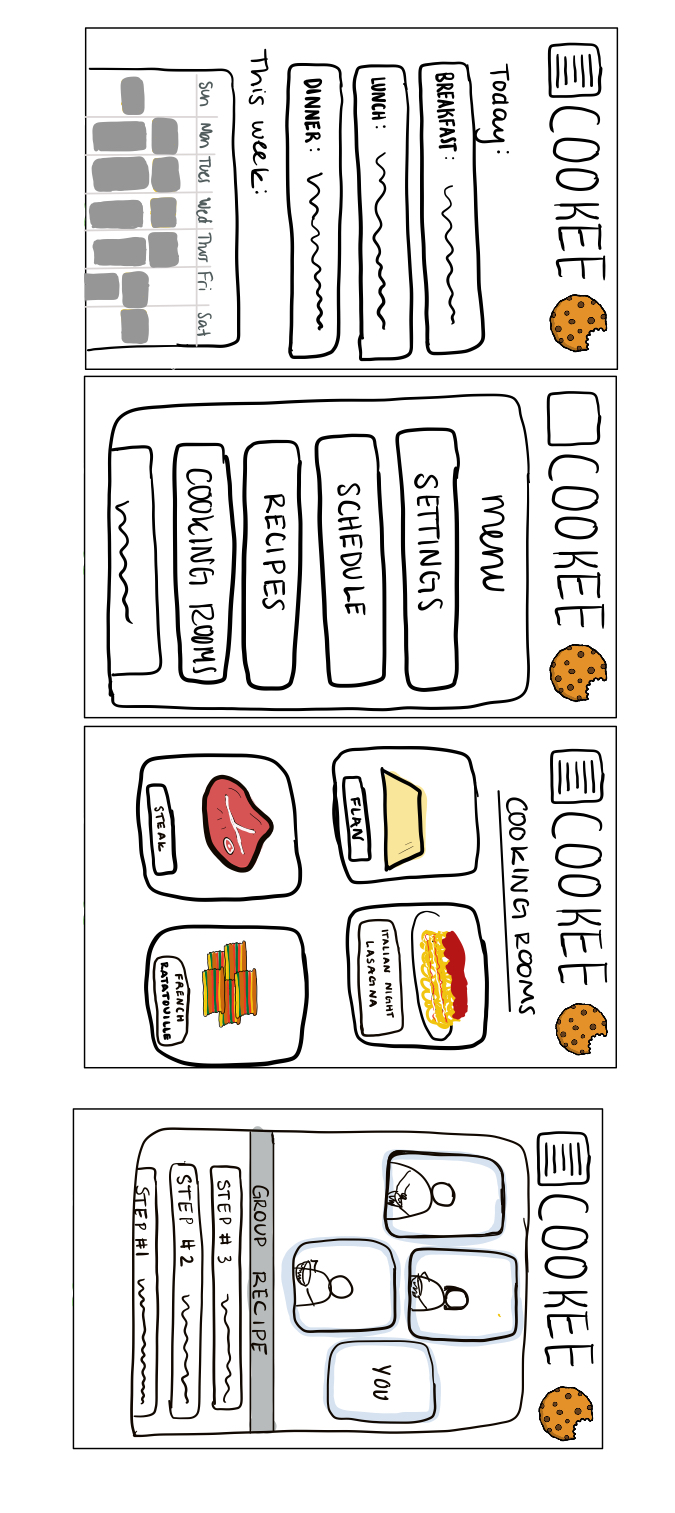 COOKEE
Today:
BREAKFAST:
LUNCH:
DINNER:
This week:
Sun Mon Tues Wed Thur Fri Sat
COOKEE
menu
SETTINGS
SCHEDULE
RECIPES
COOKING ROOMS
COOKEE
COOKING ROOMS
FLAN
ITALIAN NIGHT
LASAGNA
STEAK
FRENCH
RATATOUILLE
COOKEE
YOU
GROUP RECIPE
STEP #3
STEP #2
STEP #1